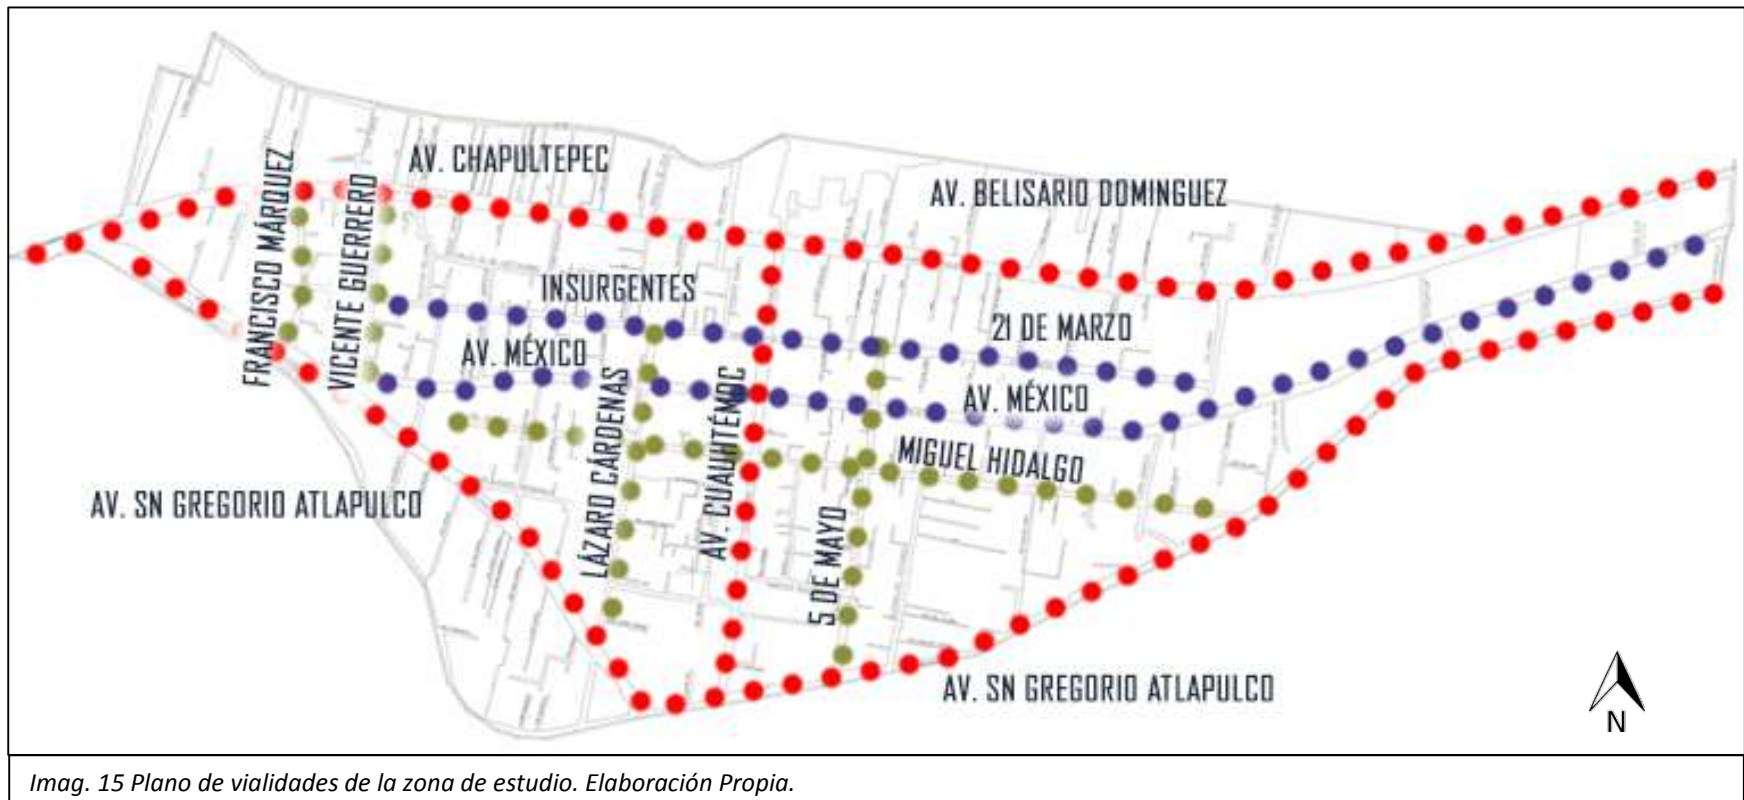 AV. CHAPULTEPEC
AV. BELISARIO DOMINGUEZ
FRANCISCO MÁRQUEZ
VICENTE GUERRERO
INSURGENTES
21 DE MARZO
AV. MÉXICO
AV. MÉXICO
LÁZARO CÁRDENAS
AV. CUAUHTÉMOC
MIGUEL HIDALGO
AV. SN GREGORIO ATLAPULCO
5 DE MAYO
AV. SN GREGORIO ATLAPULCO
N
Imag. 15 Plano de vialidades de la zona de estudio. Elaboración Propia.